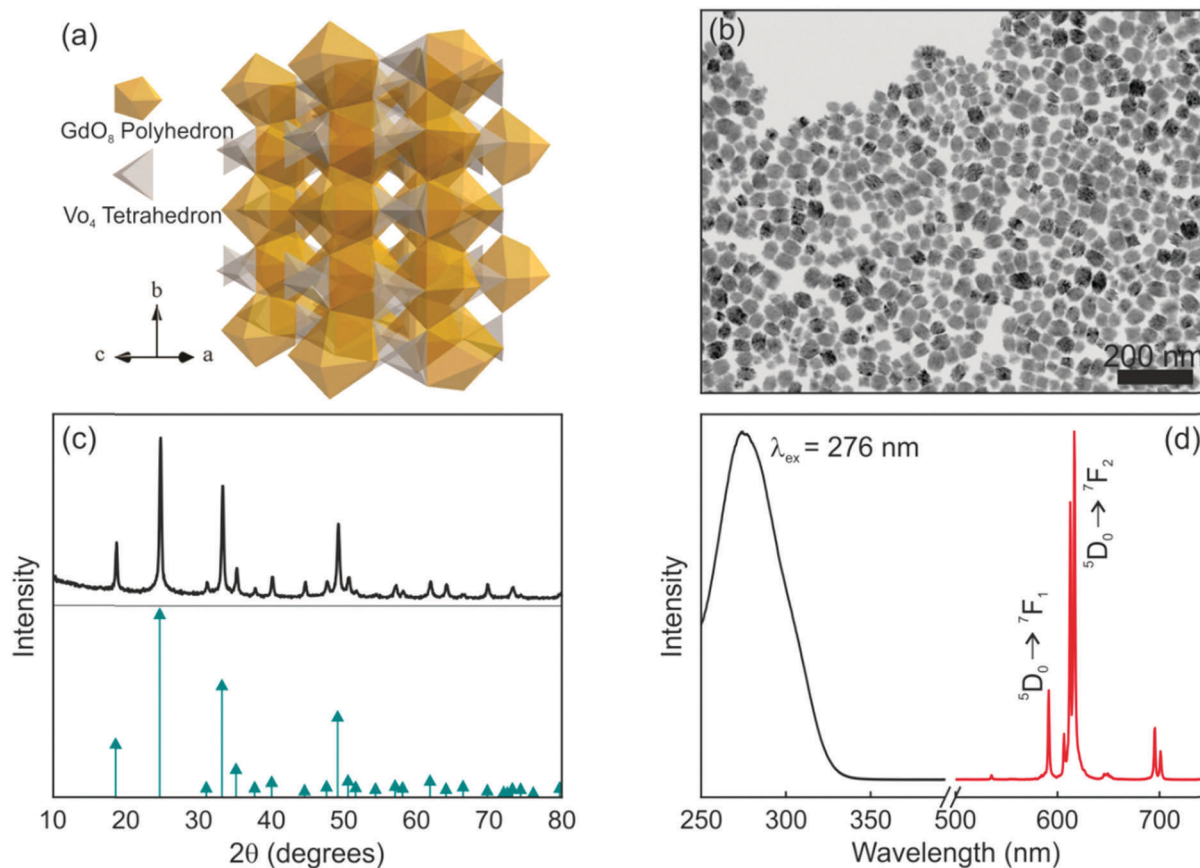 (a)
GdO₈ Polyhedron
Vo₄ Tetrahedron
b
c
a
(b)
200 nm
(c)
Intensity
10 20 30 40 50 60 70 80
2θ (degrees)
(d)
λex = 276 nm
⁵D₀ → ⁷F₁
⁵D₀ → ⁷F₂
Intensity
250 300 350 500 600 700
Wavelength (nm)